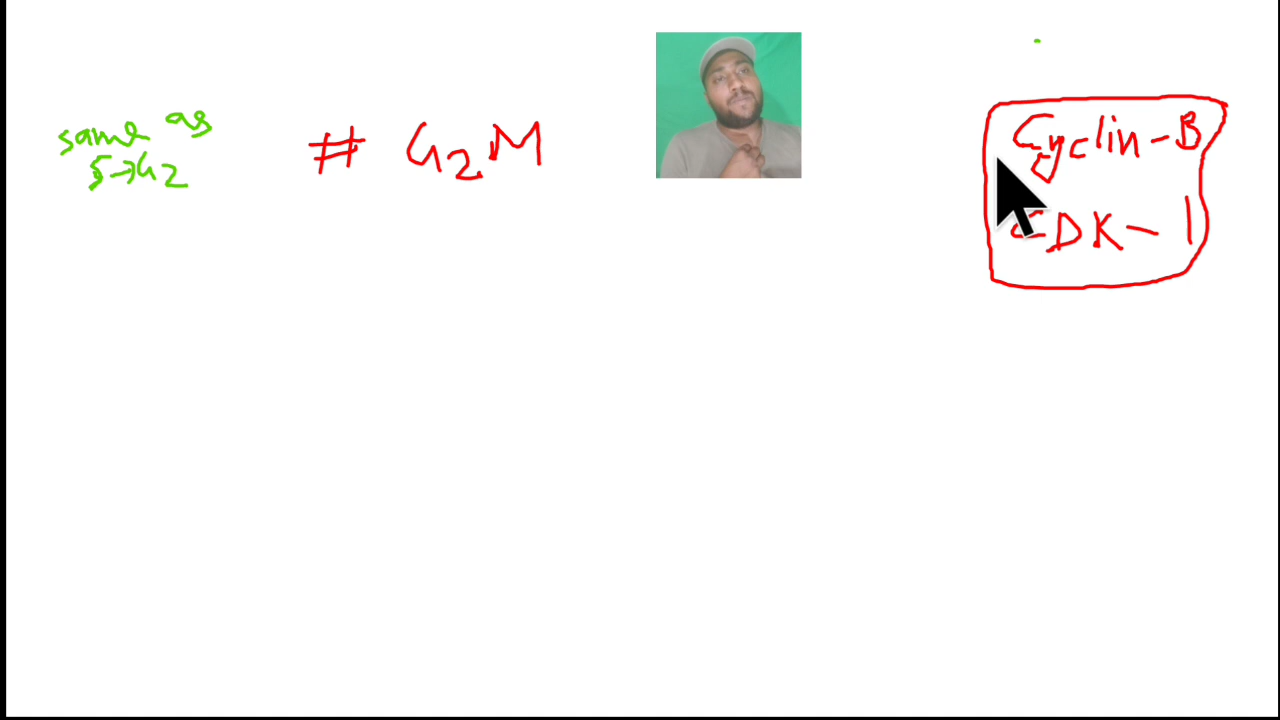 same as
S→G2
# G2M
Cyclin-B
CDK-1